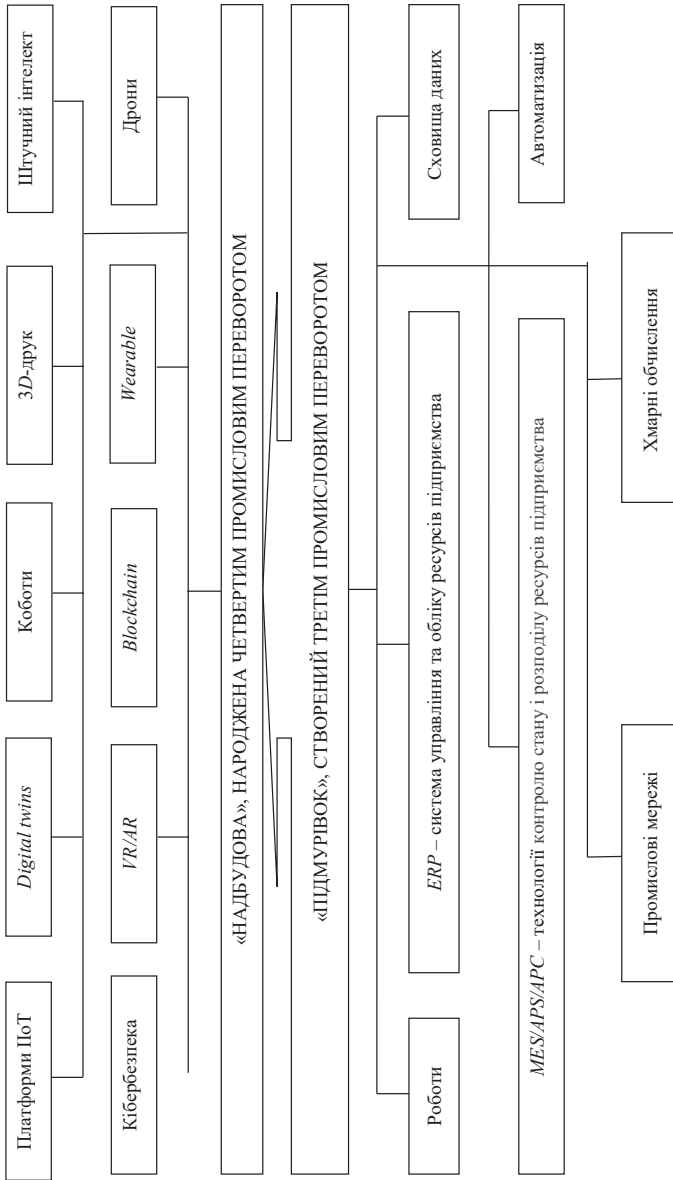 Платформи IIoT
Digital twins
Коботи
3D-друк
Штучний інтелект
Кібербезпека
VR/AR
Blockchain
Wearable
Дрони
«НАДБУДОВА», НАРОДЖЕНА ЧЕТВЕРТИМ ПРОМИСЛОВИМ ПЕРЕВОРОТОМ
«ПІДМУРІВОК», СТВОРЕНИЙ ТРЕТІМ ПРОМИСЛОВИМ ПЕРЕВОРОТОМ
Роботи
ERP – система управління та обліку ресурсів підприємства
Сховища даних
MES/APS/APC – технології контролю стану і розподілу ресурсів підприємства
Автоматизація
Промислові мережі
Хмарні обчислення